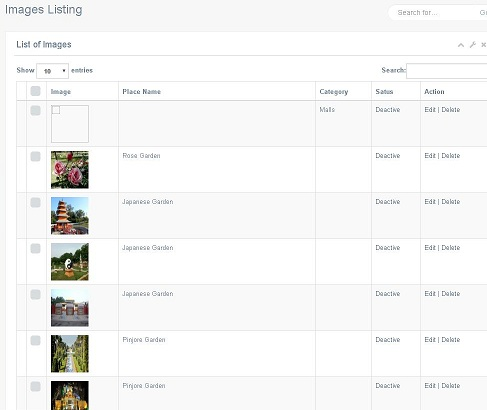 Images Listing
Search for...
List of Images
Show 10 entries
Search:
Image Place Name Category Satus Action
Malls Deactive Edit | Delete
Rose Garden Deactive Edit | Delete
Japanese Garden Deactive Edit | Delete
Japanese Garden Deactive Edit | Delete
Japanese Garden Deactive Edit | Delete
Pinjore Garden Deactive Edit | Delete
Pinjore Garden Deactive Edit | Delete